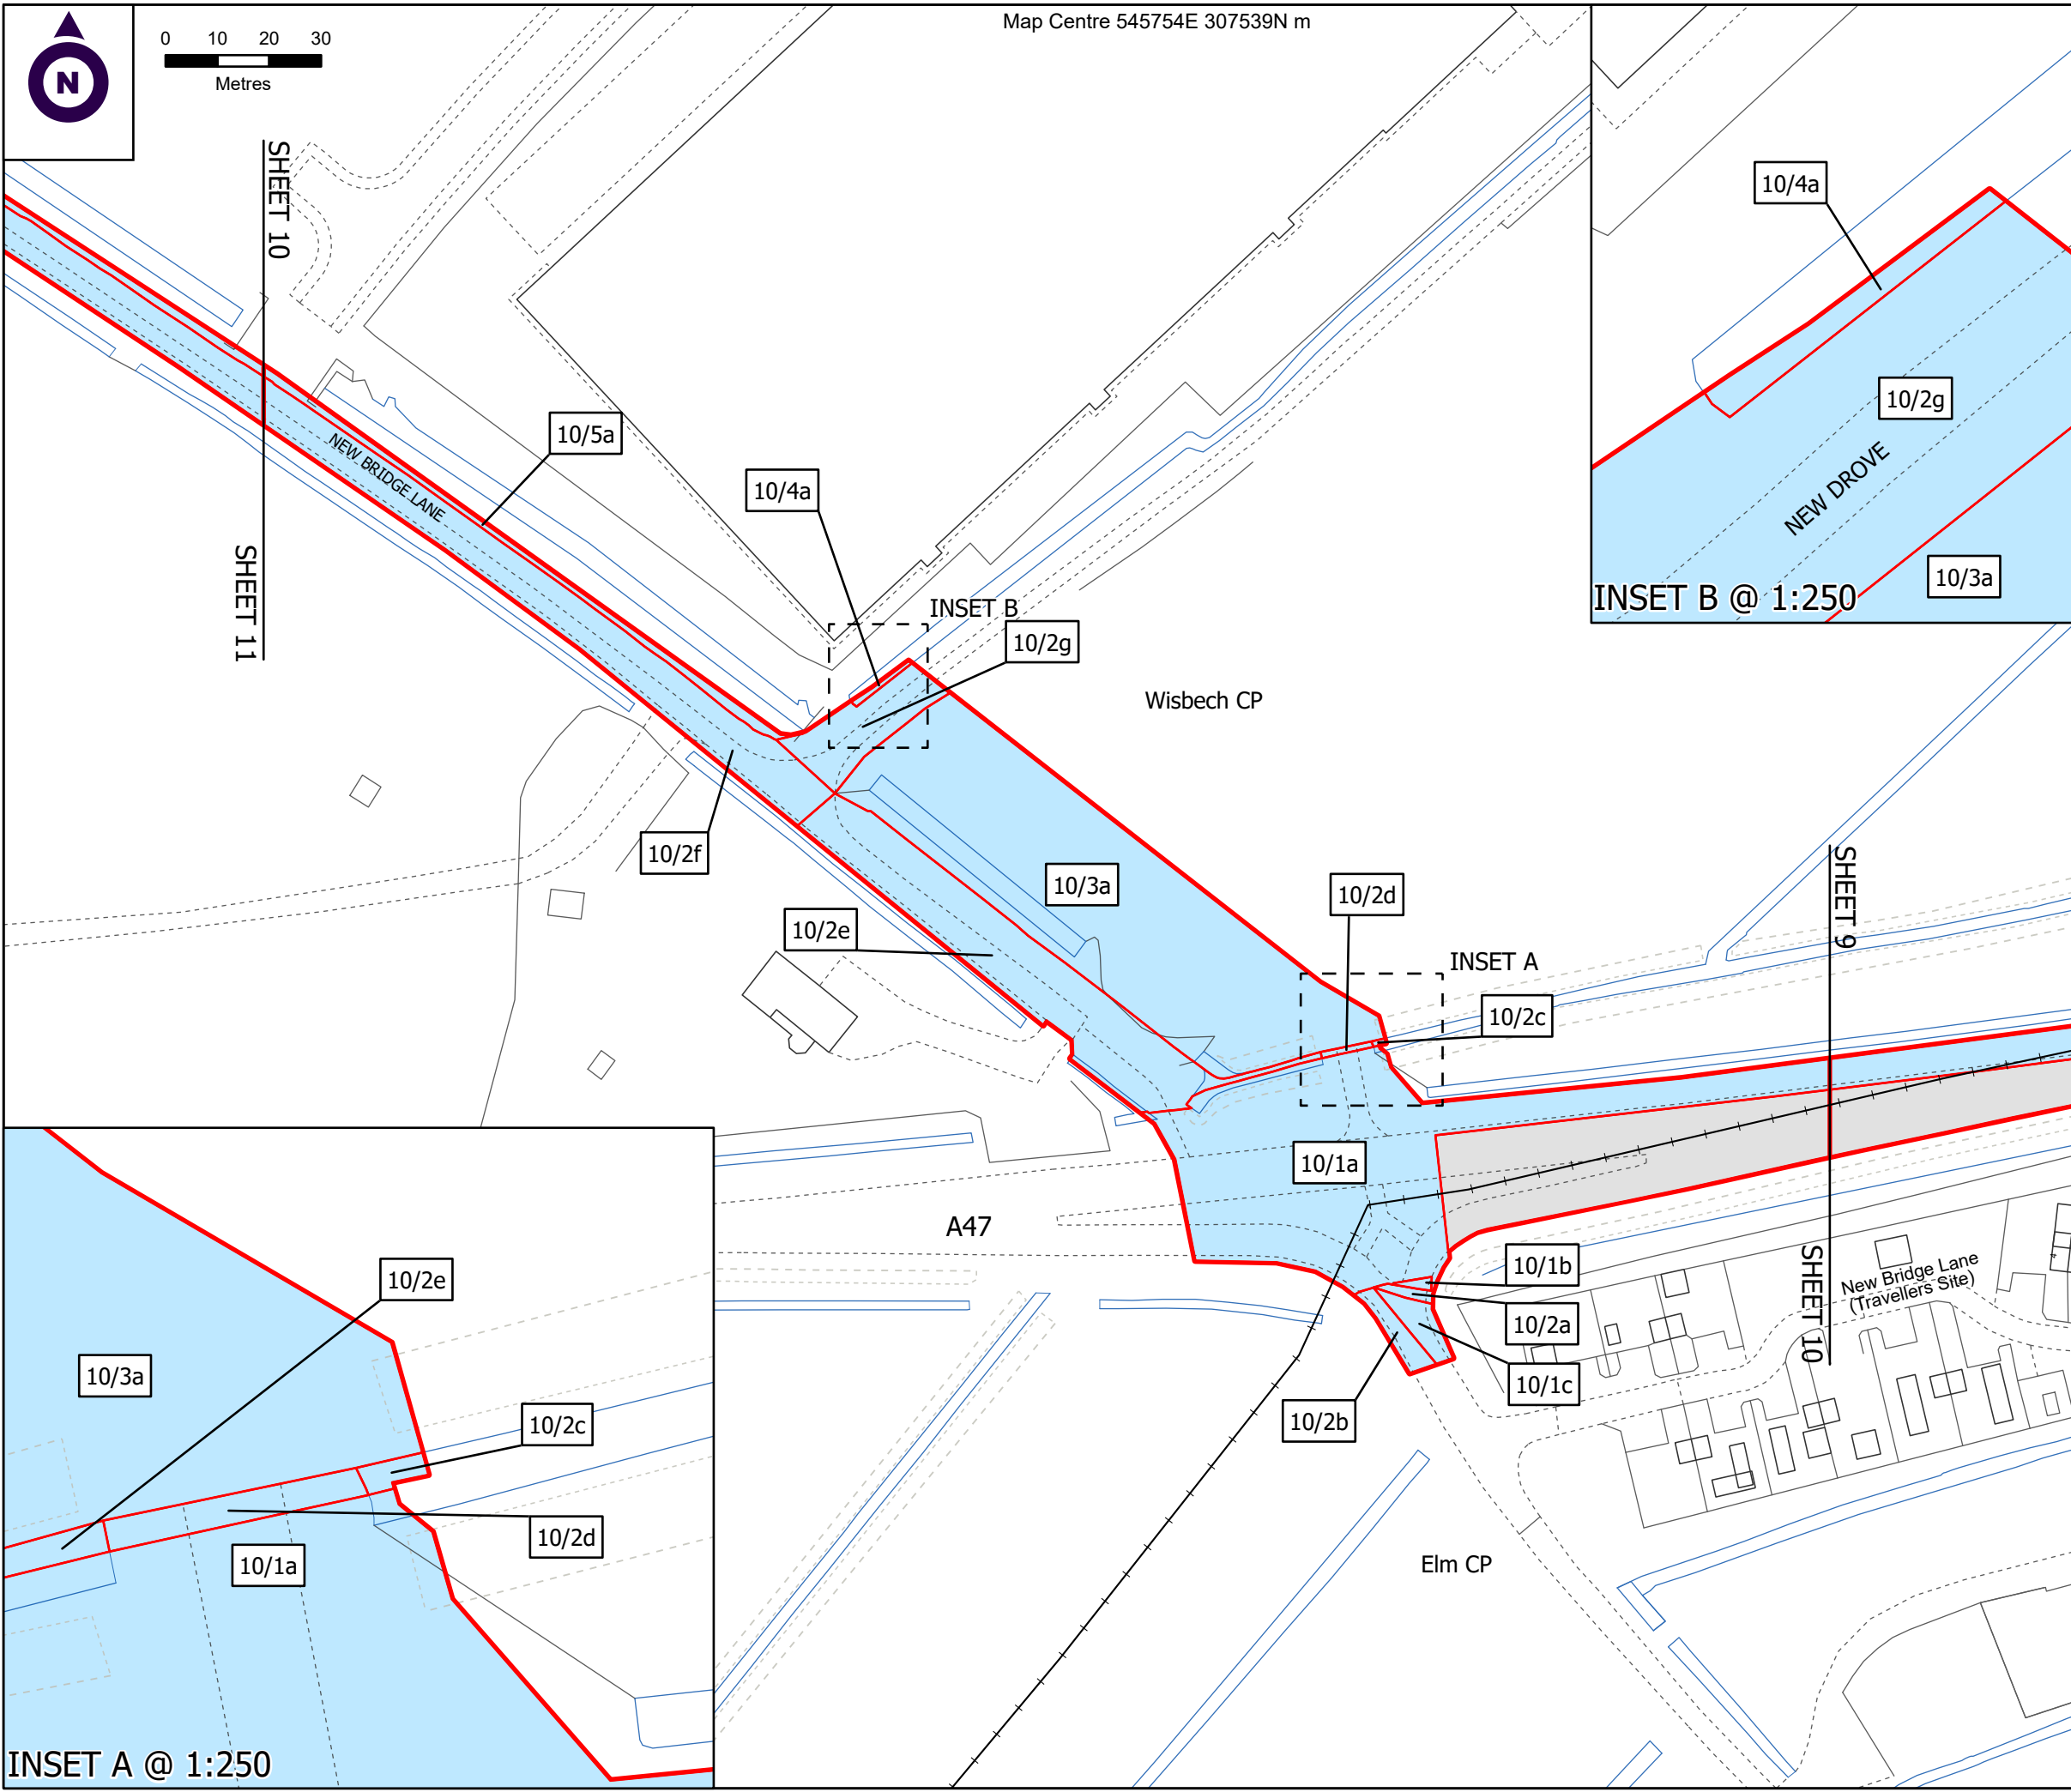 Map Centre 545754E 307539N m
N
0 10 20 30
Metres
SHEET 10
SHEET 11
NEW BRIDGE LANE
10/5a
10/4a
INSET B
10/2g
Wisbech CP
10/2f
10/3a
10/2e
10/2d
INSET A
10/2c
SHEET 9
SHEET 10
10/1a
A47
10/1b
10/2a
10/1c
10/2b
New Bridge Lane
(Travellers Site)
4
Elm CP
10/4a
10/2g
NEW DROVE
10/3a
INSET B @ 1:250
10/2e
10/3a
10/2c
10/2d
10/1a
INSET A @ 1:250